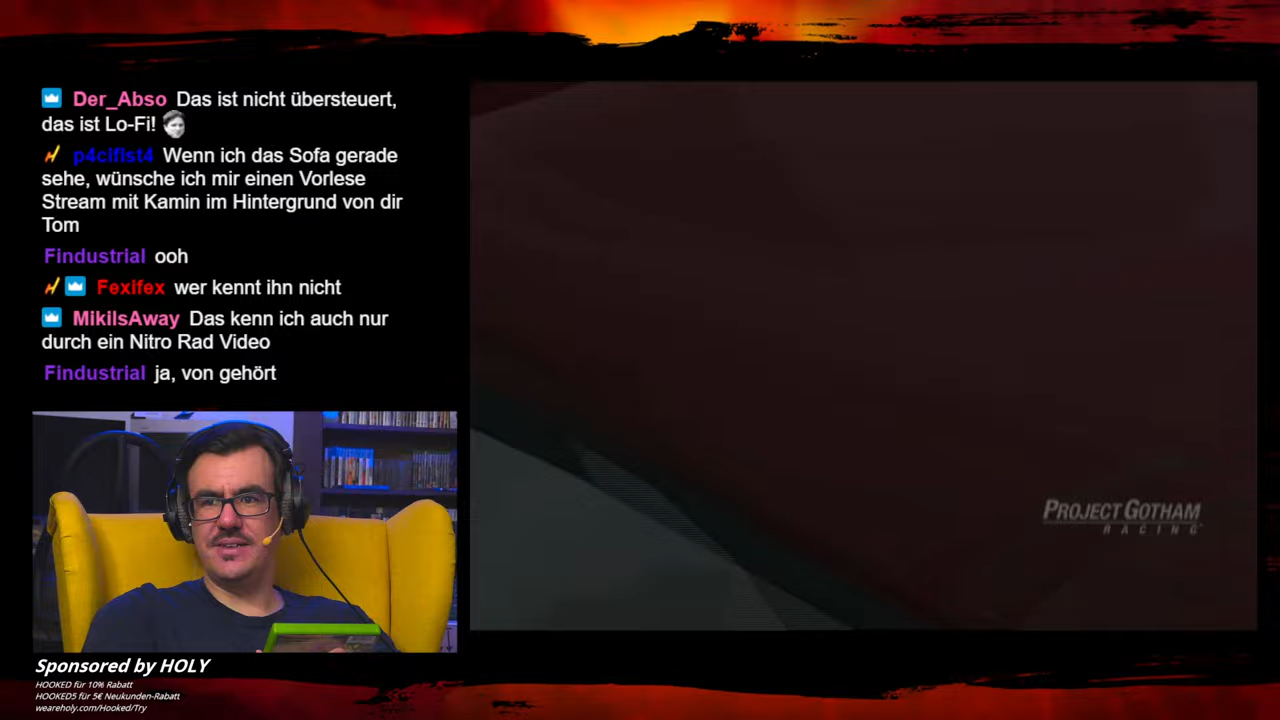 Der_Abso Das ist nicht übersteuert,
das ist Lo-Fi!
p4cifist4 Wenn ich das Sofa gerade
sehe, wünsche ich mir einen Vorlese
Stream mit Kamin im Hintergrund von dir
Tom
Findustrial ooh
Fexifex wer kennt ihn nicht
MikiIsAway Das kenn ich auch nur
durch ein Nitro Rad Video
Findustrial ja, von gehört
PROJECT GOTHAM
RACING
Sponsored by HOLY
HOOKED für 10% Rabatt
HOOKED5 für 5€ Neukunden-Rabatt
weareholy.com/Hooked/Try